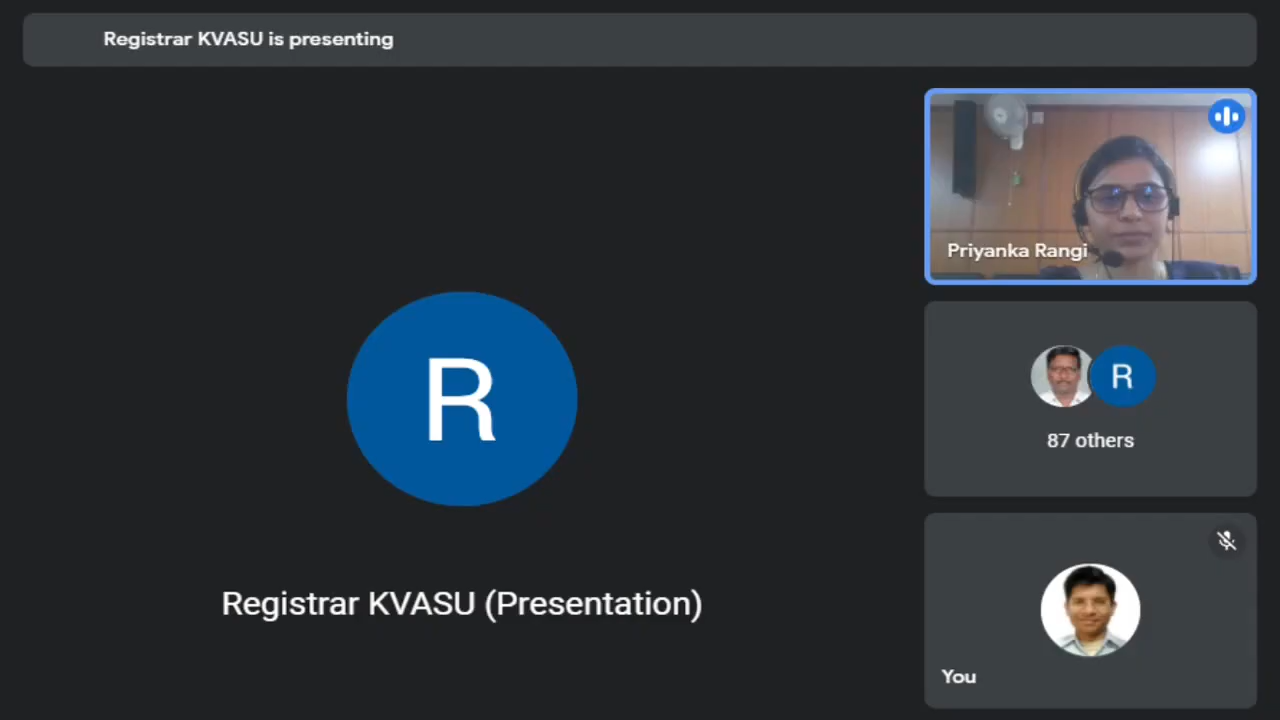 Registrar KVASU is presenting
R
Registrar KVASU (Presentation)
Priyanka Rangi
R
87 others
You